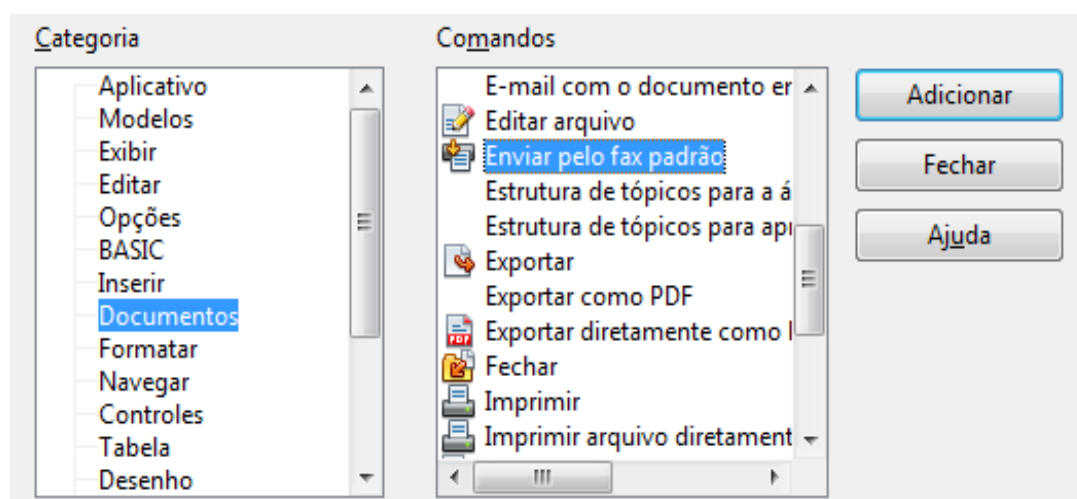 Categoria
Aplicativo
Modelos
Exibir
Editar
Opções
BASIC
Inserir
Documentos
Formatar
Navegar
Controles
Tabela
Desenho
Comandos
E-mail com o documento er
Editar arquivo
Enviar pelo fax padrão
Estrutura de tópicos para a á
Estrutura de tópicos para apr
Exportar
Exportar como PDF
Exportar diretamente como
Fechar
Imprimir
Imprimir arquivo diretament
Adicionar
Fechar
Ajuda